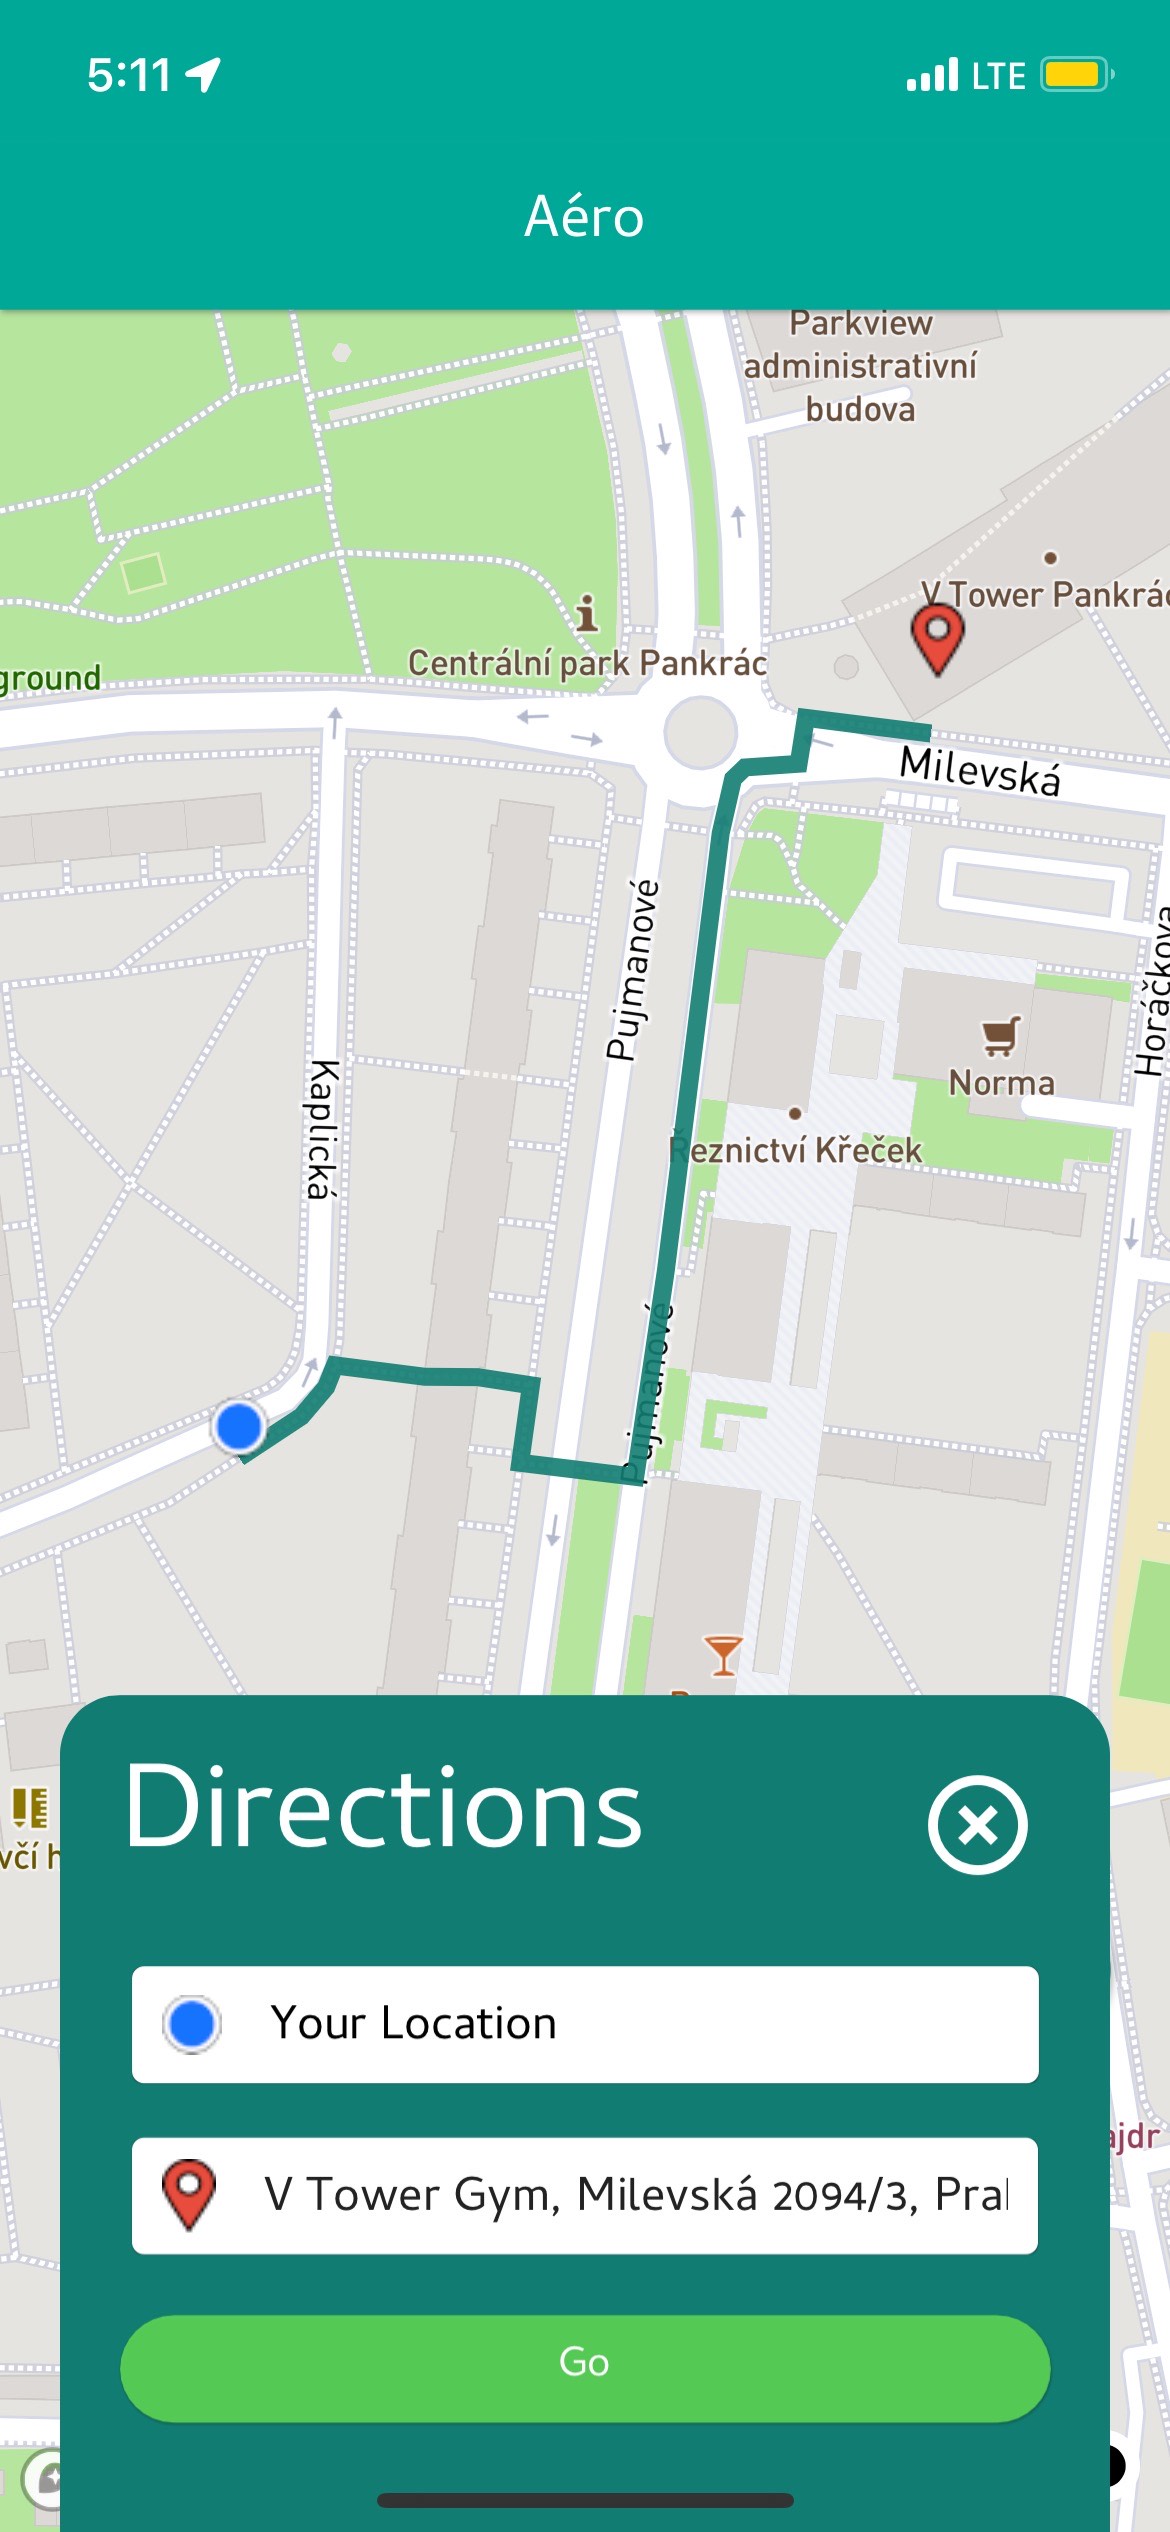 5:11
LTE
Aéro
Parkview
administrativní
budova
V Tower Pankrác
Centrální park Pankrác
ground
Milevská
Pujmanové
Horáčkova
Norma
Kaplická
Řeznictví Křeček
Pujmanové
Directions
Your Location
V Tower Gym, Milevská 2094/3, Pra
Go